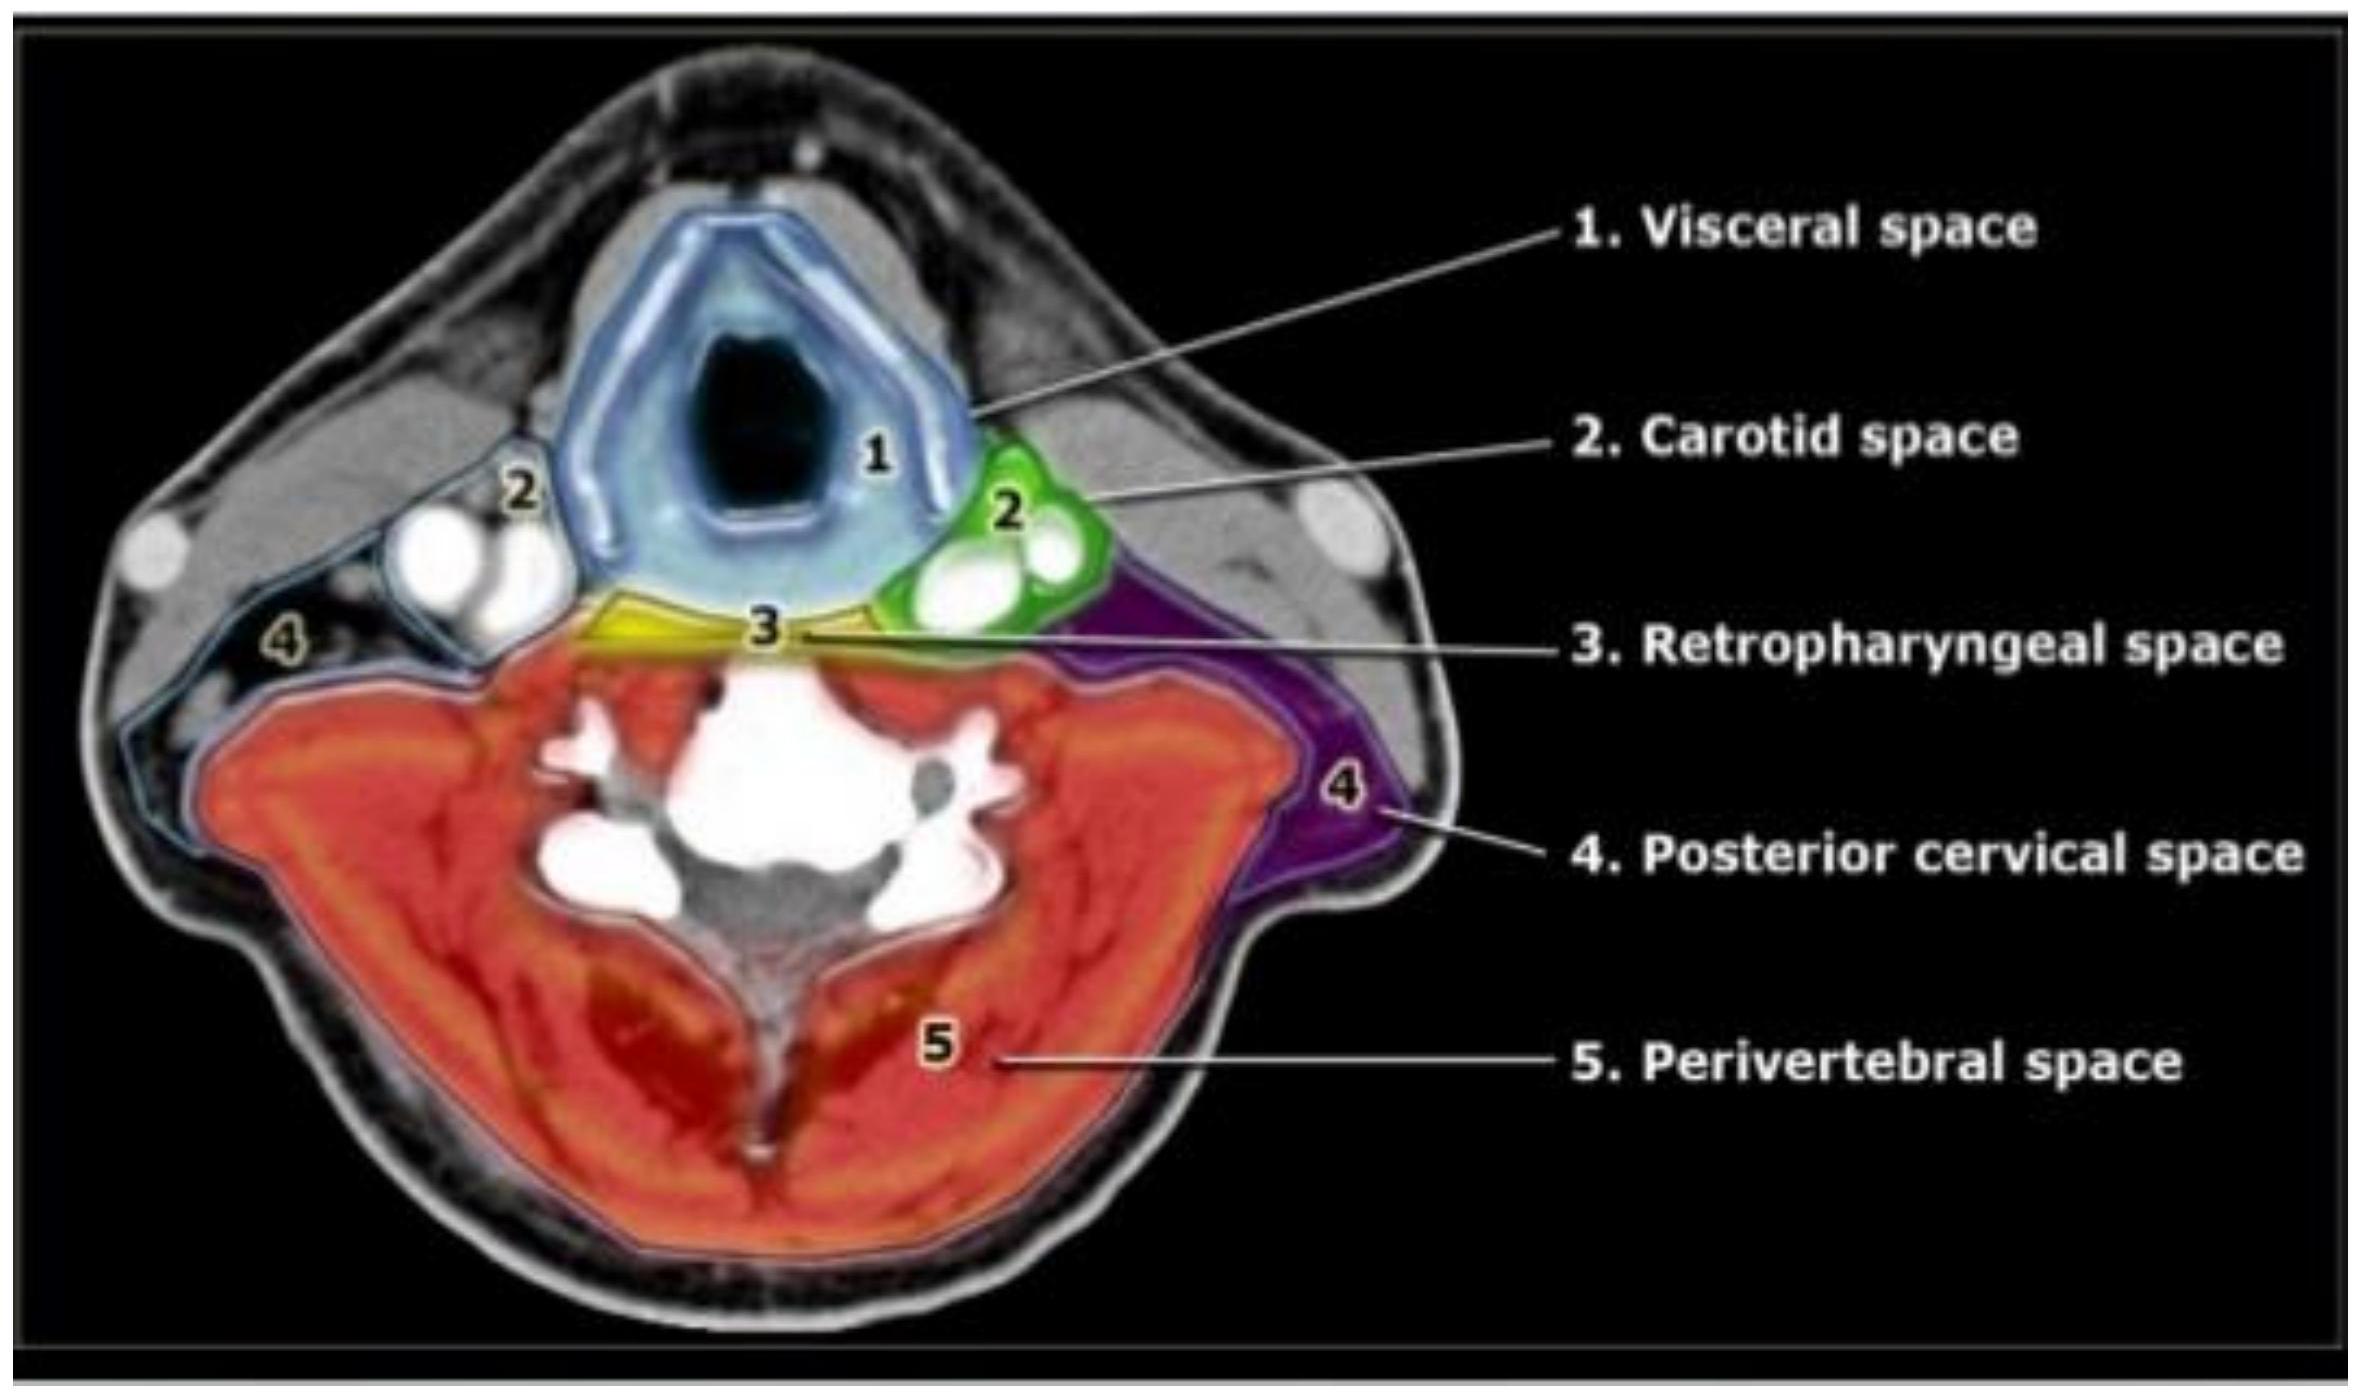 1. Visceral space
1
2. Carotid space
2
2
3
3. Retropharyngeal space
4
4
4. Posterior cervical space
5
5. Perivertebral space